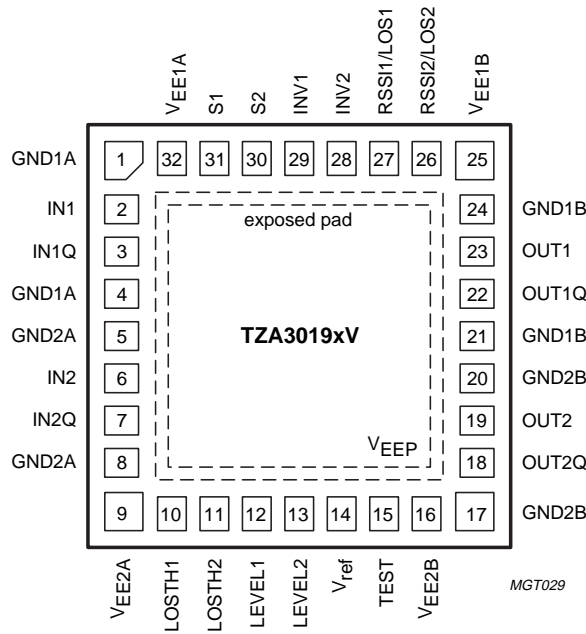 VEE1A
S1
S2
INV1
INV2
RSSI1/LOS1
RSSI2/LOS2
VEE1B
GND1A 1 32 31 30 29 28 27 26 25
IN1 2 exposed pad 24 GND1B
IN1Q 3 23 OUT1
GND1A 4 22 OUT1Q
GND2A 5 TZA3019xV 21 GND1B
IN2 6 20 GND2B
IN2Q 7 19 OUT2
GND2A 8 VEEP 18 OUT2Q
9 10 11 12 13 14 15 16 17 GND2B
VEE2A
LOSTH1
LOSTH2
LEVEL1
LEVEL2
Vref
TEST
VEE2B
MGT029